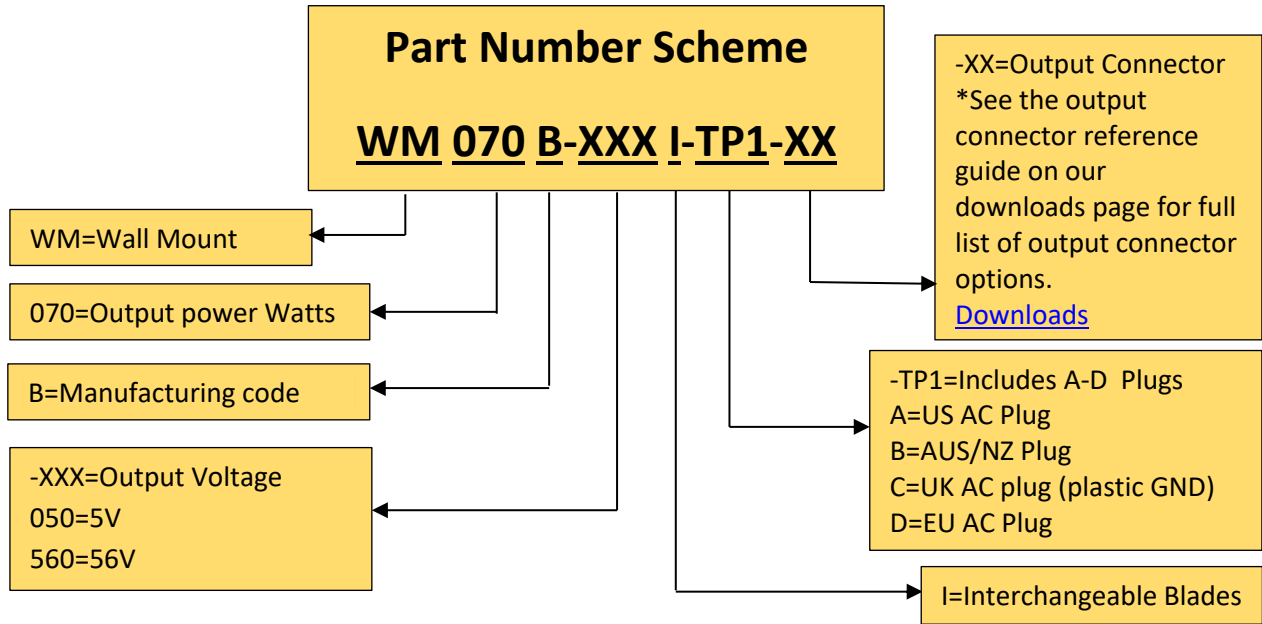 Part Number Scheme
WM 070 B-XXX I-TP1-XX
-XX=Output Connector
*See the output
connector reference
guide on our
downloads page for full
list of output connector
options.
Downloads
WM=Wall Mount
070=Output power Watts
B=Manufacturing code
-XXX=Output Voltage
050=5V
560=56V
-TP1=Includes A-D Plugs
A=US AC Plug
B=AUS/NZ Plug
C=UK AC plug (plastic GND)
D=EU AC Plug
I=Interchangeable Blades